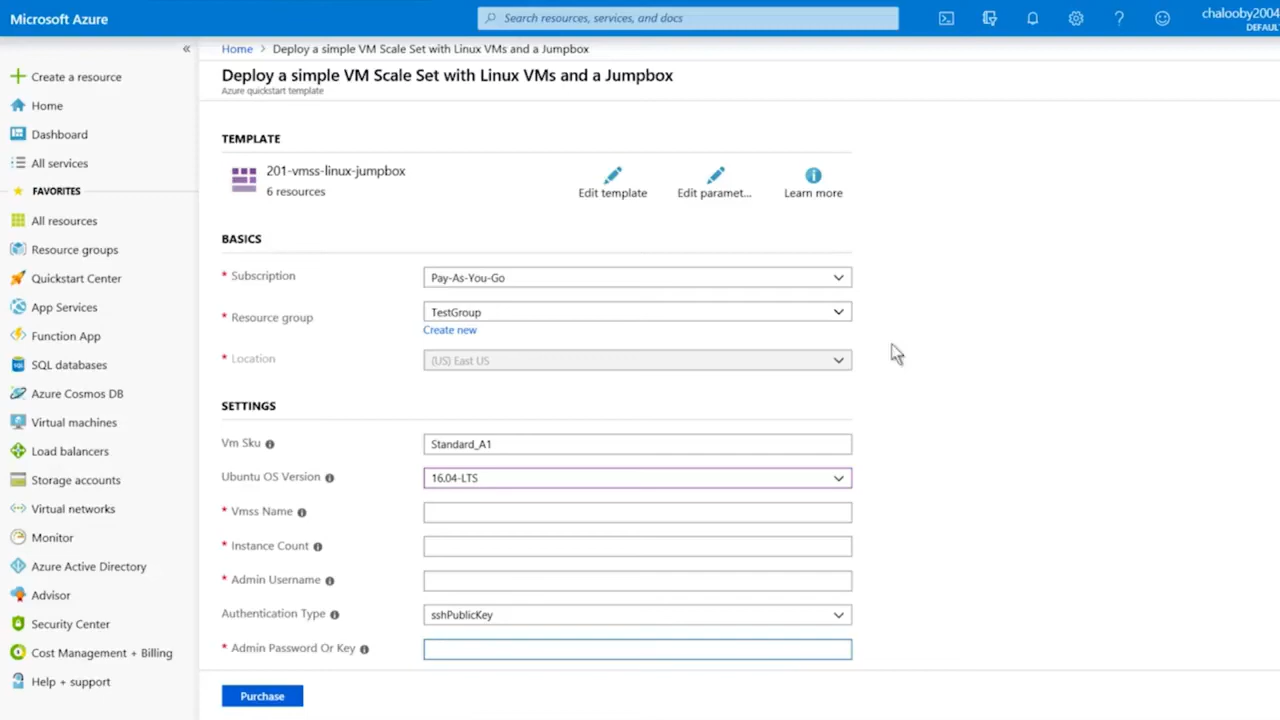 Microsoft Azure
Search resources, services, and docs
chalooby2004
DEFAUL
«
Create a resource
Home
Dashboard
All services
FAVORITES
All resources
Resource groups
Quickstart Center
App Services
Function App
SQL databases
Azure Cosmos DB
Virtual machines
Load balancers
Storage accounts
Virtual networks
Monitor
Azure Active Directory
Advisor
Security Center
Cost Management + Billing
Help + support
Home > Deploy a simple VM Scale Set with Linux VMs and a Jumpbox
Deploy a simple VM Scale Set with Linux VMs and a Jumpbox
Azure quickstart template
TEMPLATE
201-vmss-linux-jumpbox
6 resources
Edit template
Edit paramet...
Learn more
BASICS
* Subscription
Pay-As-You-Go
* Resource group
TestGroup
Create new
* Location
(US) East US
SETTINGS
Vm Sku
Standard_A1
Ubuntu OS Version
16.04-LTS
* Vmss Name
* Instance Count
* Admin Username
Authentication Type
sshPublicKey
* Admin Password Or Key
Purchase